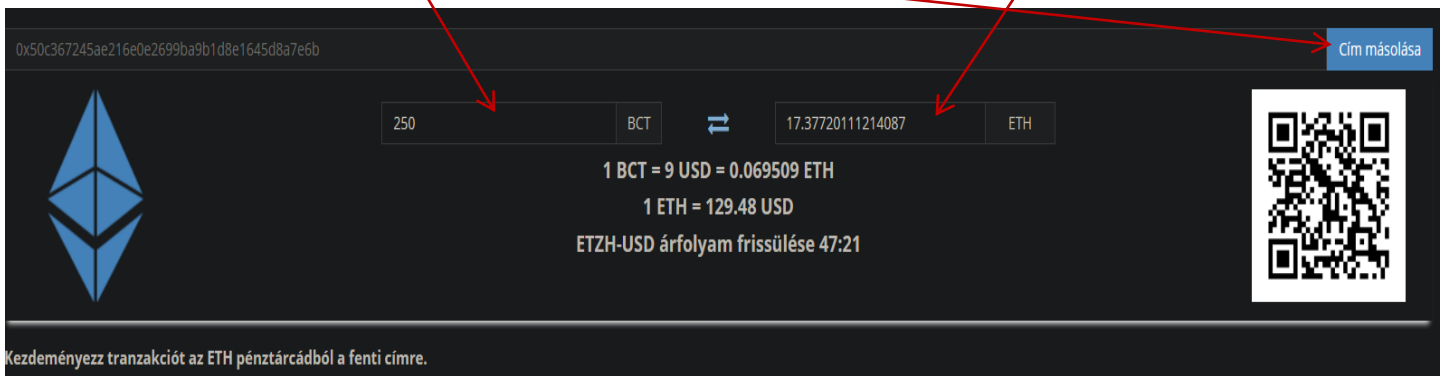 0x50c367245ae216e0e2699ba9b1d8e1645d8a7e6b
Cím másolása
250 BCT 17.37720111214087 ETH
1 BCT = 9 USD = 0.069509 ETH
1 ETH = 129.48 USD
ETZH-USD árfolyam frissülése 47:21
Kezdeményezz tranzakciót az ETH pénztárcádból a fenti címre.